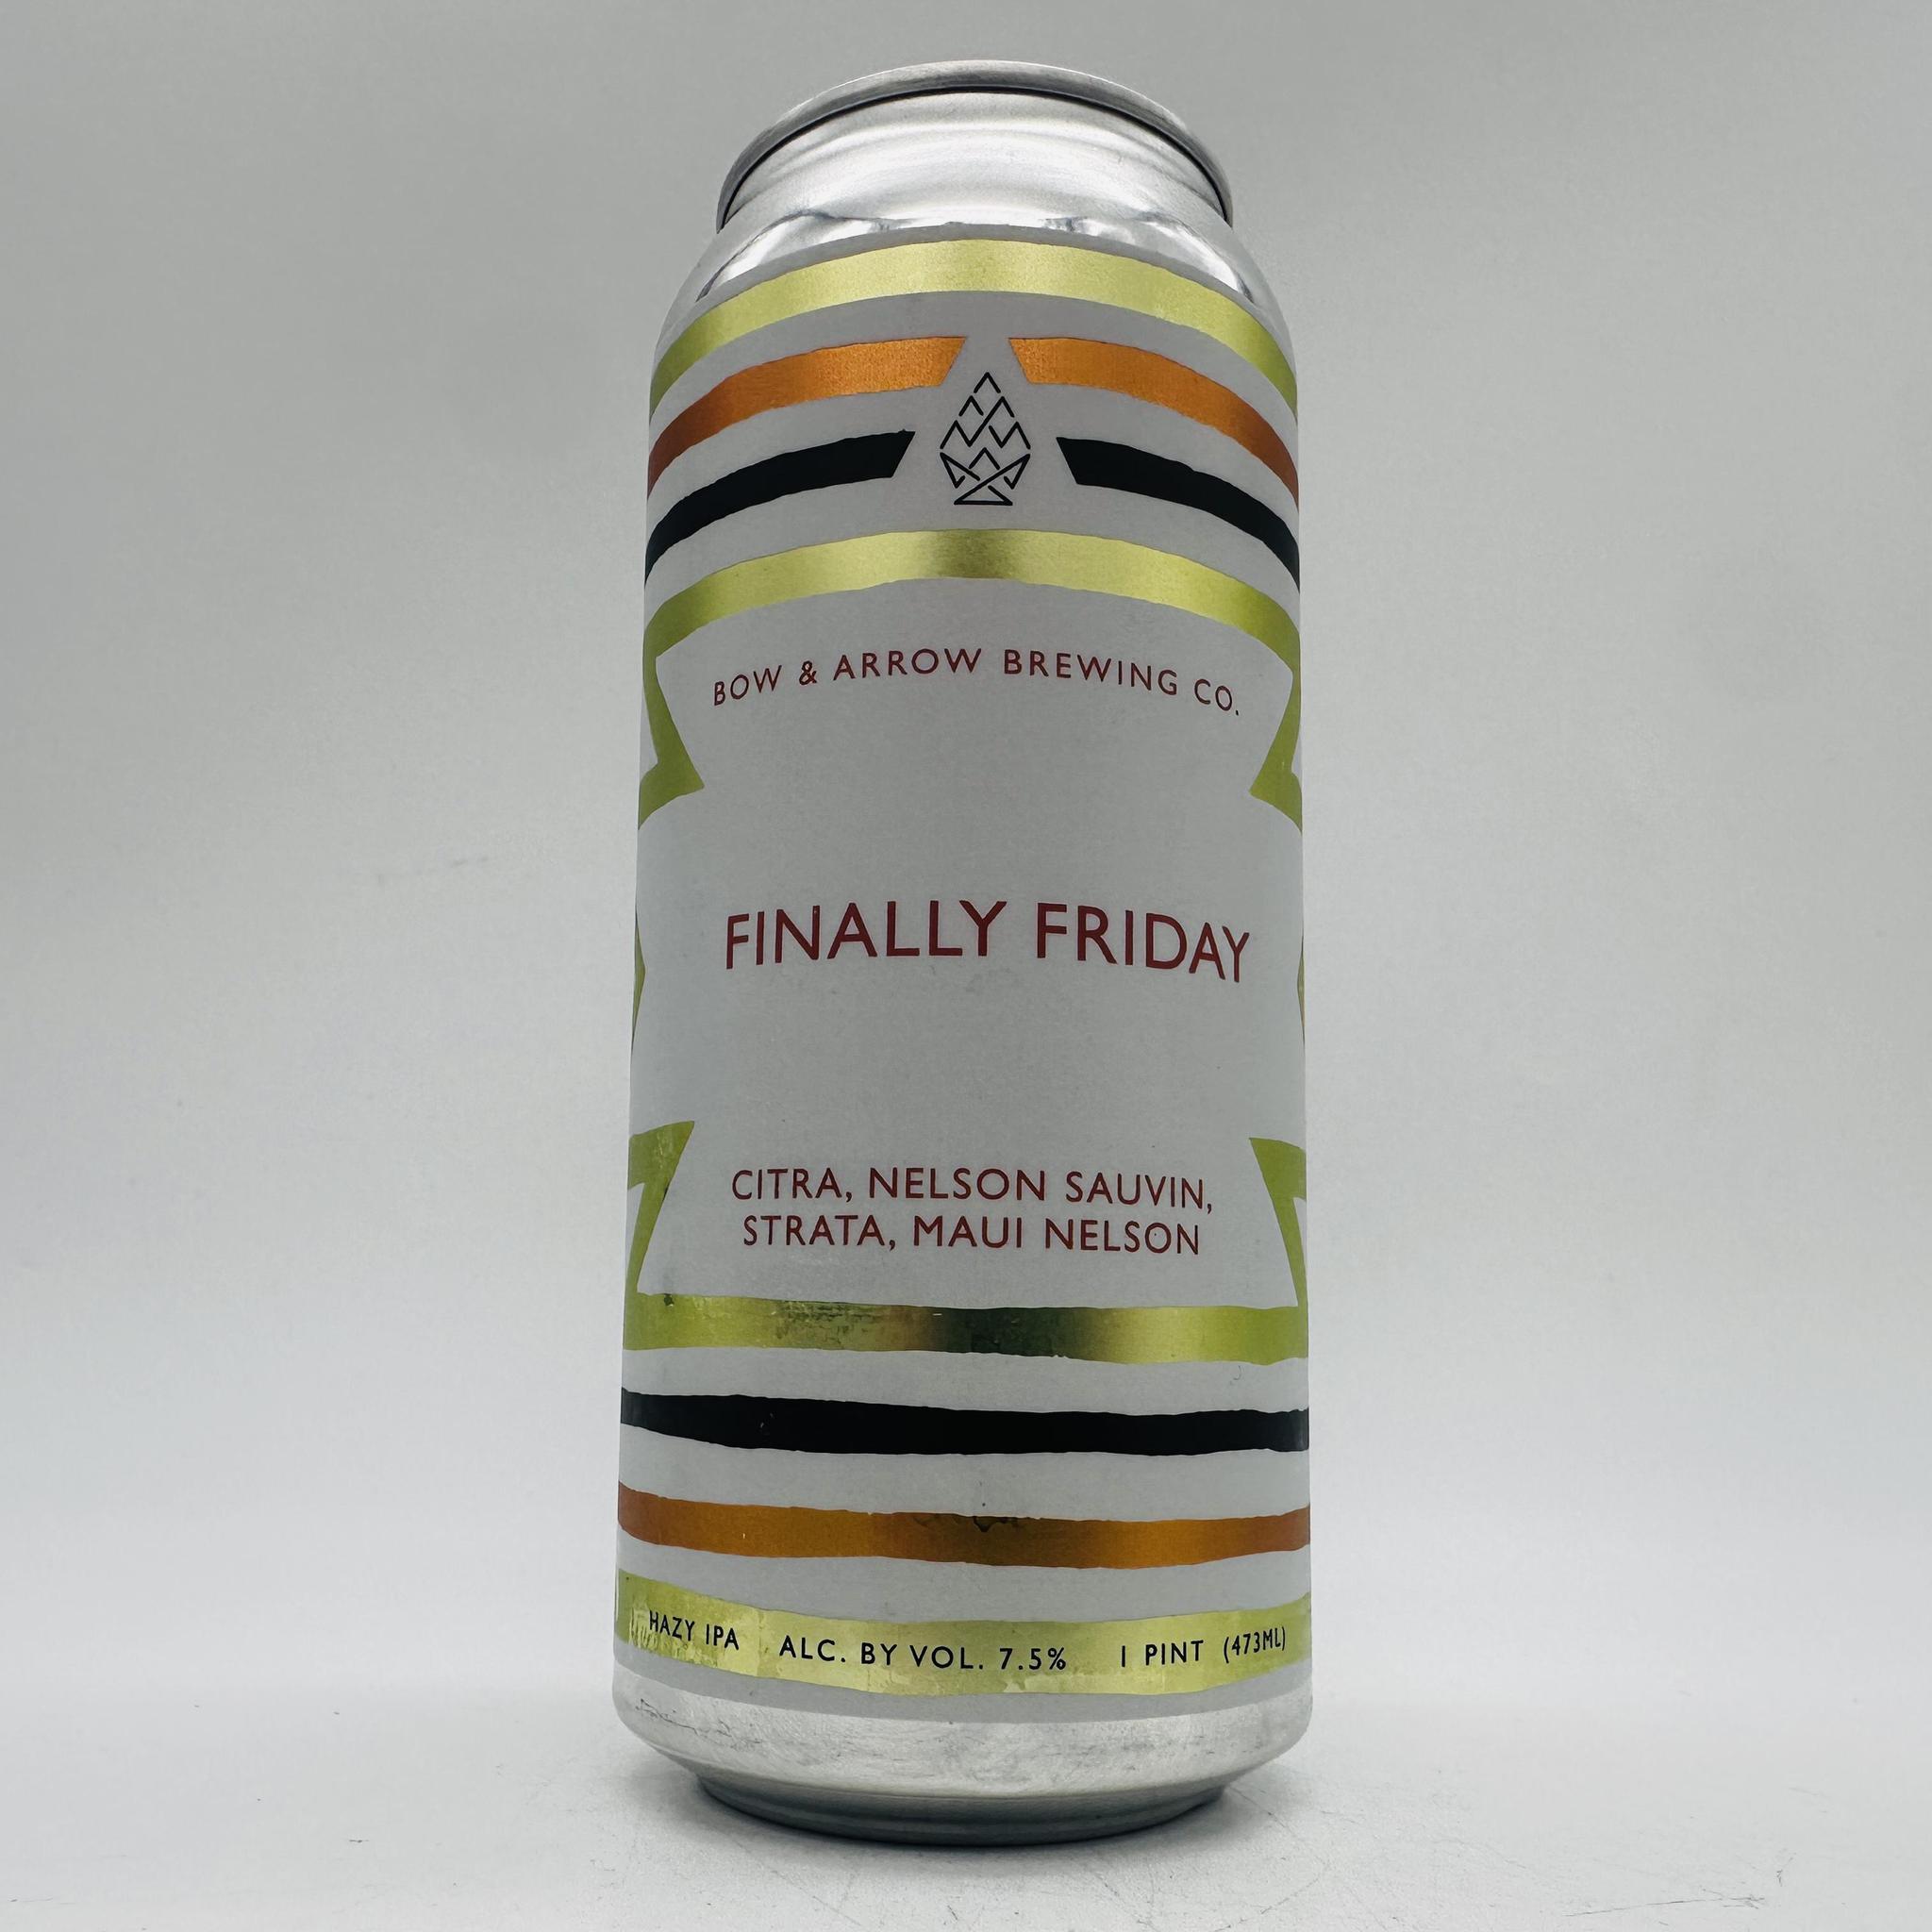 BOW & ARROW BREWING CO.
FINALLY FRIDAY
CITRA, NELSON SAUVIN,
STRATA, MAUI NELSON
HAZY IPA ALC. BY VOL. 7.5% 1 PINT (473ML)